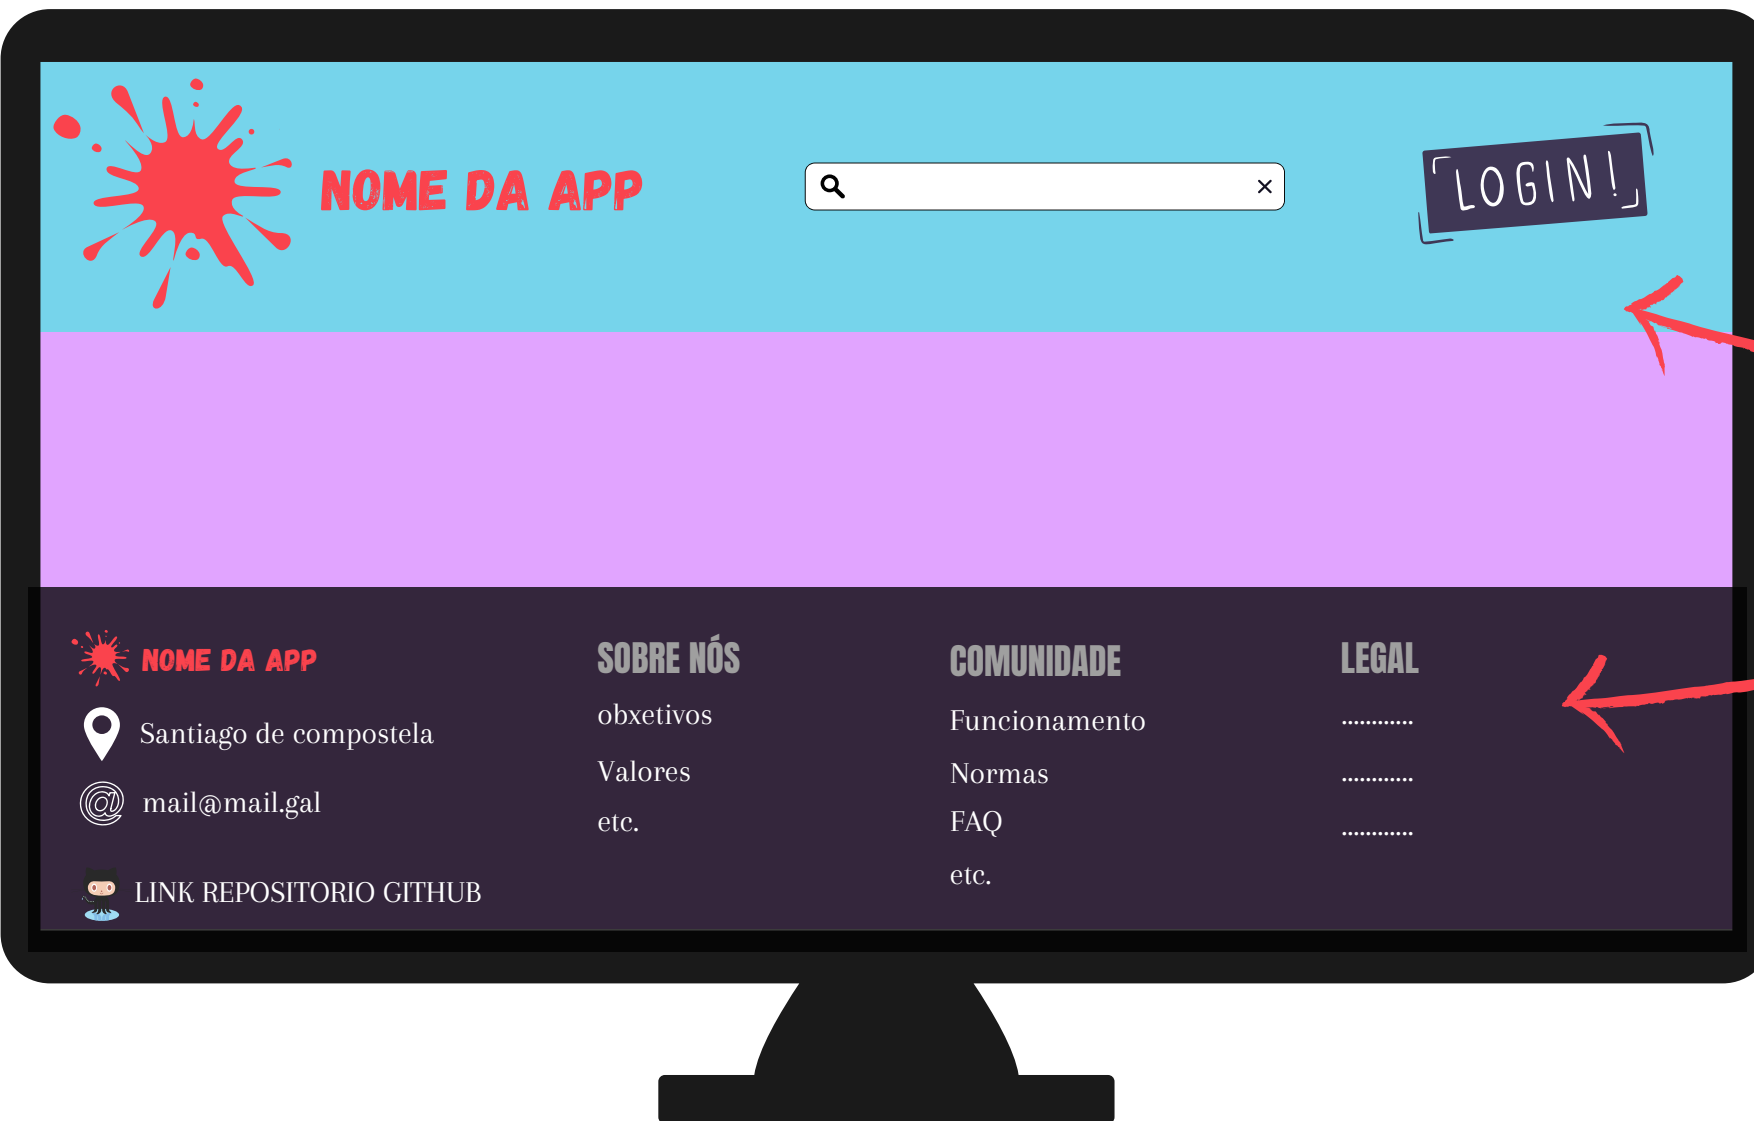 NOME DA APP
LOGIN!
NOME DA APP
Santiago de compostela
mail@mail.gal
LINK REPOSITORIO GITHUB
SOBRE NÓS
obxetivos
Valores
etc.
COMUNIDADE
Funcionamento
Normas
FAQ
etc.
LEGAL
............
............
............